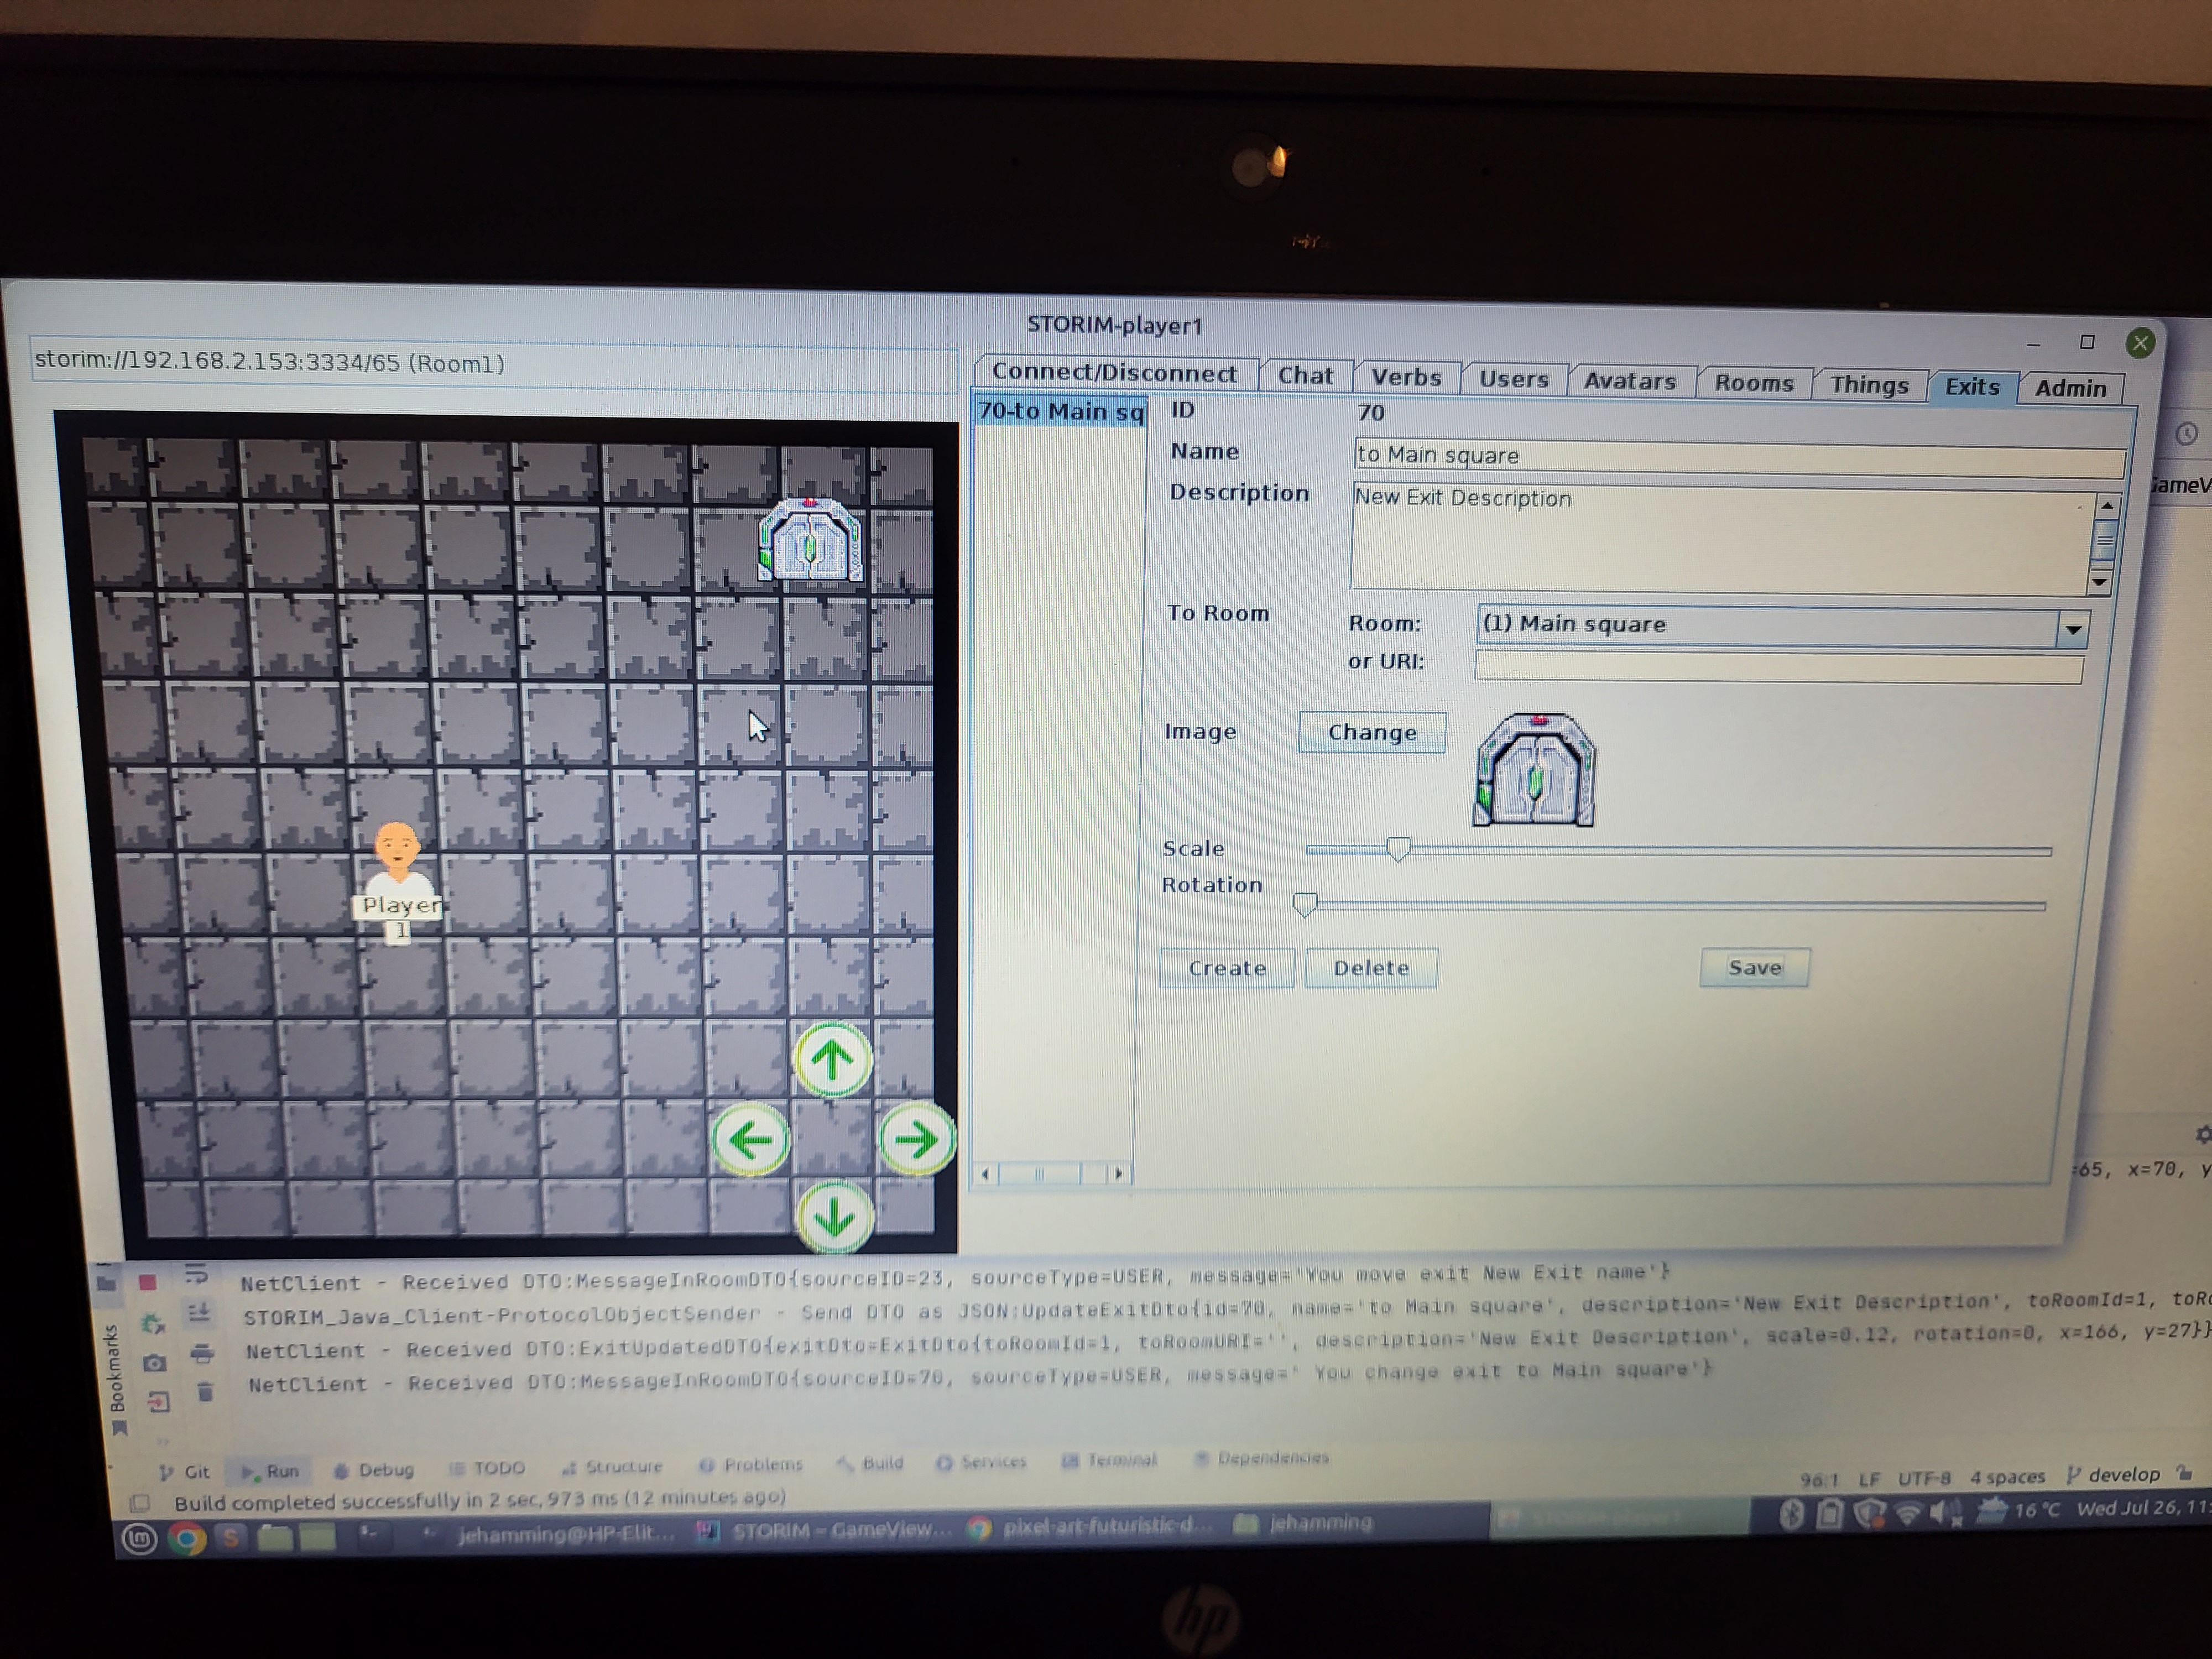 STORIM-player1
storim://192.168.2.153:3334/65 (Room1)
Connect/Disconnect Chat Verbs Users Avatars Rooms Things Exits Admin
70-to Main sq
ID 70
Name to Main square
Description New Exit Description
To Room Room: (1) Main square
or URI:
Image Change
Scale
Rotation
Create Delete Save
Player
1
GameV
=65, x=70, y
NetClient - Received DTO:MessageInRoomDTO{sourceID=23, sourceType=USER, message='You move exit New Exit name'}
STORIM_Java_Client-ProtocolObjectSender - Send DTO as JSON:UpdateExitDto{id=70, name='to Main square', description='New Exit Description', toRoomId=1, toRo
NetClient - Received DTO:ExitUpdatedDTO{exitDto=ExitDto{toRoomId=1, toRoomURI='', description='New Exit Description', scale=0.12, rotation=0, x=166, y=27}}
NetClient - Received DTO:MessageInRoomDTO{sourceID=70, sourceType=USER, message=' You change exit to Main square'}
Bookmarks
Git Run Debug TODO Structure Problems Build Services Terminal Dependencies
96:1 LF UTF-8 4 spaces develop
Build completed successfully in 2 sec, 973 ms (12 minutes ago)
jehamming@HP-Elit... STORIM – GameView... pixel-art-futuristic-d... jehamming 16 °C Wed Jul 26, 11:
hp